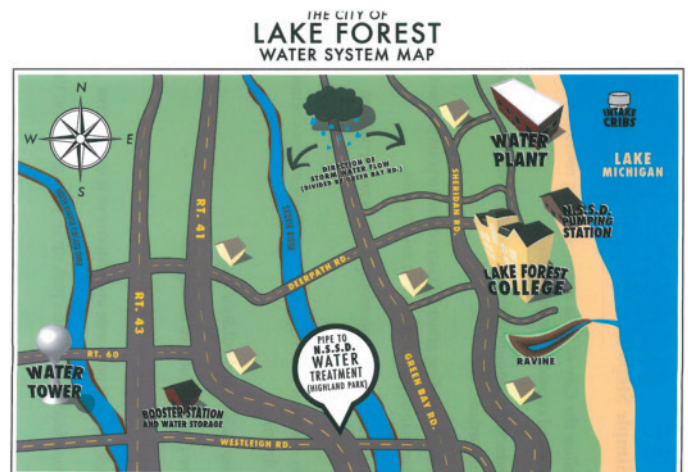 THE CITY OF
LAKE FOREST
WATER SYSTEM MAP
N
W
E
S
WATER
PLANT
INTAKE
CRIBS
LAKE
MICHIGAN
DIRECTION OF
STORM WATER FLOW
(DIVIDED BY GREEN BAY RD.)
SHERIDAN RD.
N.S.S.D.
PUMPING
STATION
RT. 41
DEERPATH RD.
LAKE FOREST
COLLEGE
RT. 43
RT. 60
WATER
TOWER
PIPE TO
N.S.S.D.
WATER
TREATMENT
(HIGHLAND PARK)
GREEN BAY RD.
RAVINE
BOOSTER STATION
AND WATER STORAGE
WESTLEIGH RD.